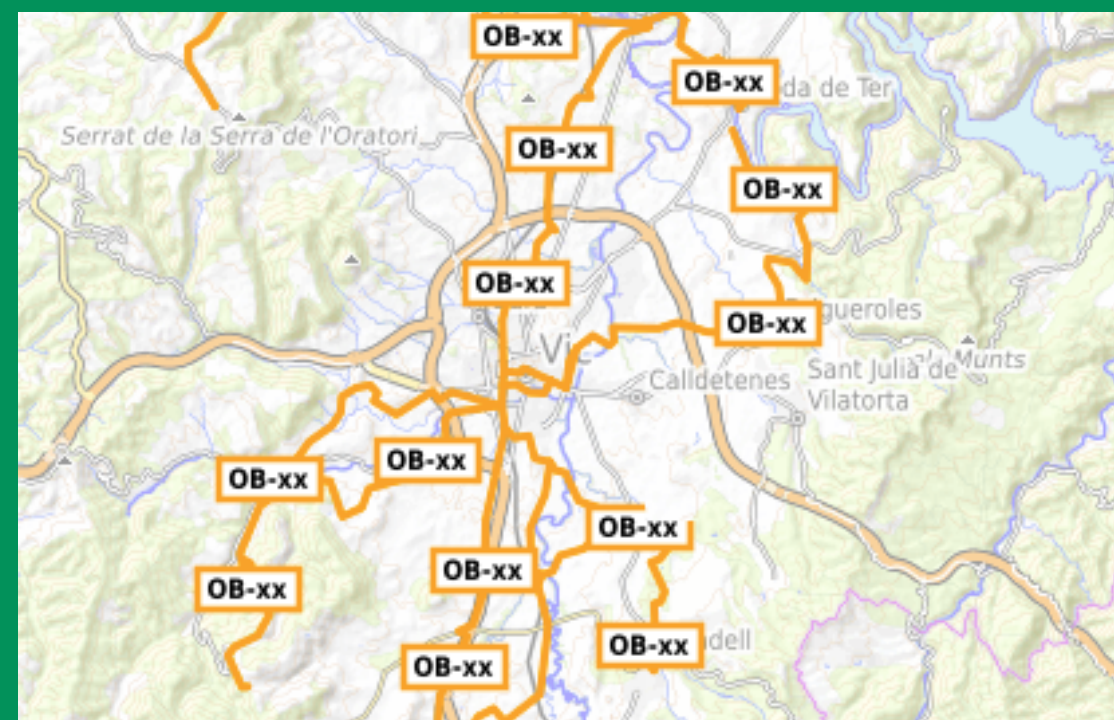 OB-xx
OB-xx
da de Ter
Serrat de la Serra de l'Oratori
OB-xx
OB-xx
OB-xx
OB-xx
gueroles
Vic
Sant Julià de
Vilatorta
Munts
Calldetenes
OB-xx
OB-xx
OB-xx
OB-xx
OB-xx
OB-xx
dell
OB-xx